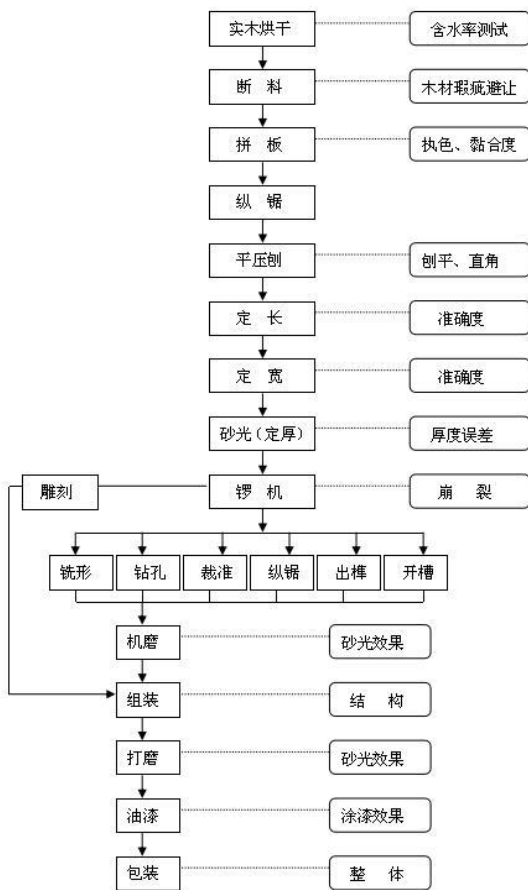 实木烘干 含水率测试
断 料 木材瑕疵避让
拼 板 执色、黏合度
纵 锯
平压刨 刨平、直角
定 长 准确度
定 宽 准确度
砂光(定厚) 厚度误差
雕刻 锣 机 崩 裂
铣形 钻孔 裁准 纵锯 出榫 开槽
机磨 砂光效果
组装 结 构
打磨 砂光效果
油漆 涂漆效果
包装 整 体